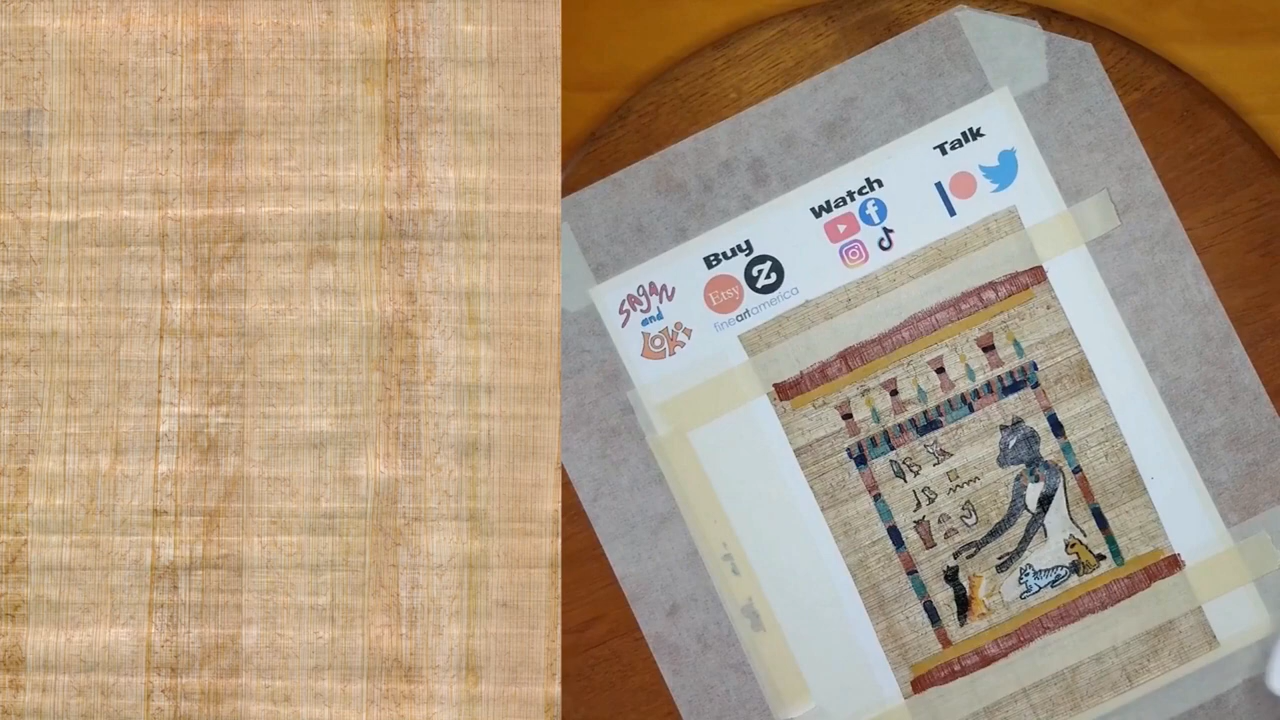 Talk
Watch
Buy
Sagan
and
Loki
Etsy
Z
fineartamerica